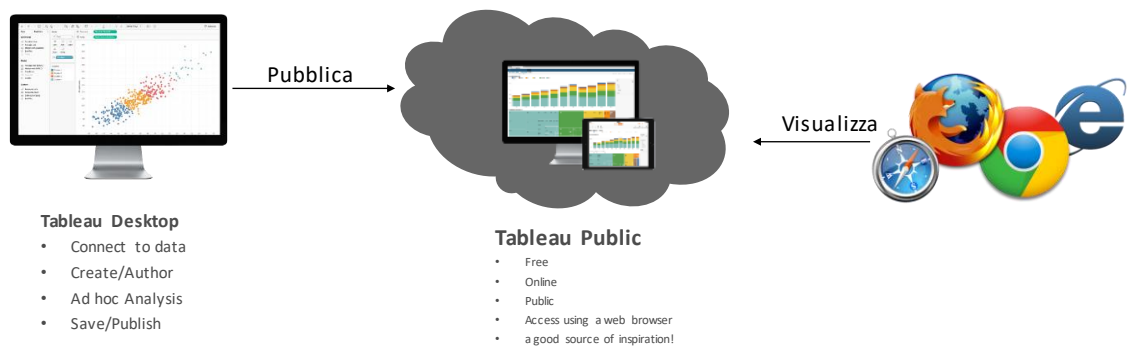 Pubblica
Visualizza
Tableau Desktop
• Connect to data
• Create/Author
• Ad hoc Analysis
• Save/Publish
Tableau Public
• Free
• Online
• Public
• Access using a web browser
• a good source of inspiration!